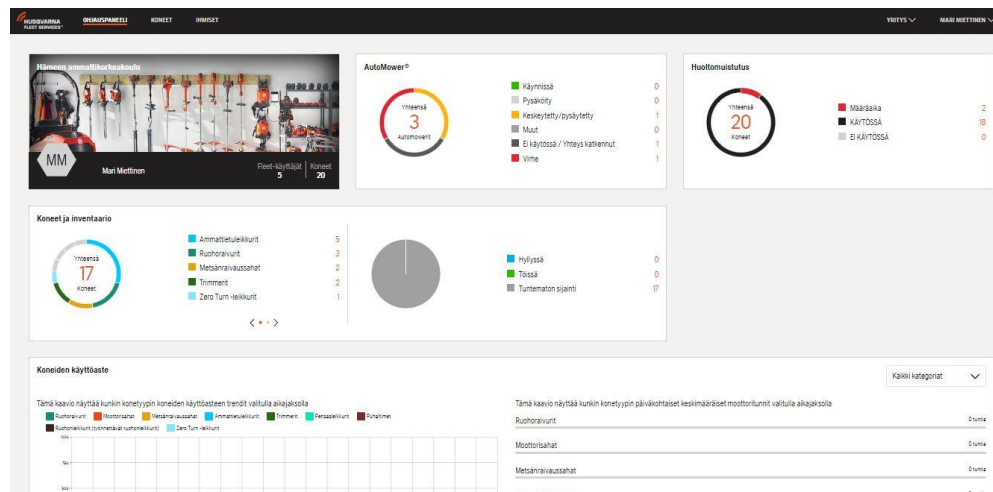 HUSQVARNA
FLEET SERVICES™
OHJAUSPANEELI
KONEET
IHMISET
YRITYS
MARI MIETTINEN
Hämeen ammattikorkeakoulu
MM
Mari Miettinen
Fleet-käyttäjät
5
Koneet
20
AutoMower®
Yhteensä
3
Automowerit
Käynnissä 0
Pysäköity 0
Keskeytetty/pysäytetty 1
Muut 0
Ei käytössä / Yhteys katkennut 1
Virhe 1
Huoltomuistutus
Yhteensä
20
Koneet
Määräaika 2
KÄYTÖSSÄ 18
EI KÄYTÖSSÄ 0
Koneet ja inventaario
Yhteensä
17
Koneet
Ammattietuleikkurit 5
Ruohoraivurit 3
Metsänraivaussahat 2
Trimmerit 2
Zero Turn -leikkurit 1
Hyllyssä 0
Töissä 0
Tuntematon sijainti 17
Koneiden käyttöaste
Kaikki kategoriat
Tämä kaavio näyttää kunkin konetyypin koneiden käyttöasteen trendit valitulla aikajaksolla
Ruohoraivurit Moottorisahat Metsänraivaussahat Ammattietuleikkurit Trimmerit Pensasleikkurit Puhaltimet
Ruohonleikkurit (työnnettävät ruohonleikkurit) Zero Turn -leikkurit
Tämä kaavio näyttää kunkin konetyypin päiväkohtaiset keskimääräiset moottoritunnit valitulla aikajaksolla
Ruohoraivurit 0 tuntia
Moottorisahat 0 tuntia
Metsänraivaussahat 0 tuntia